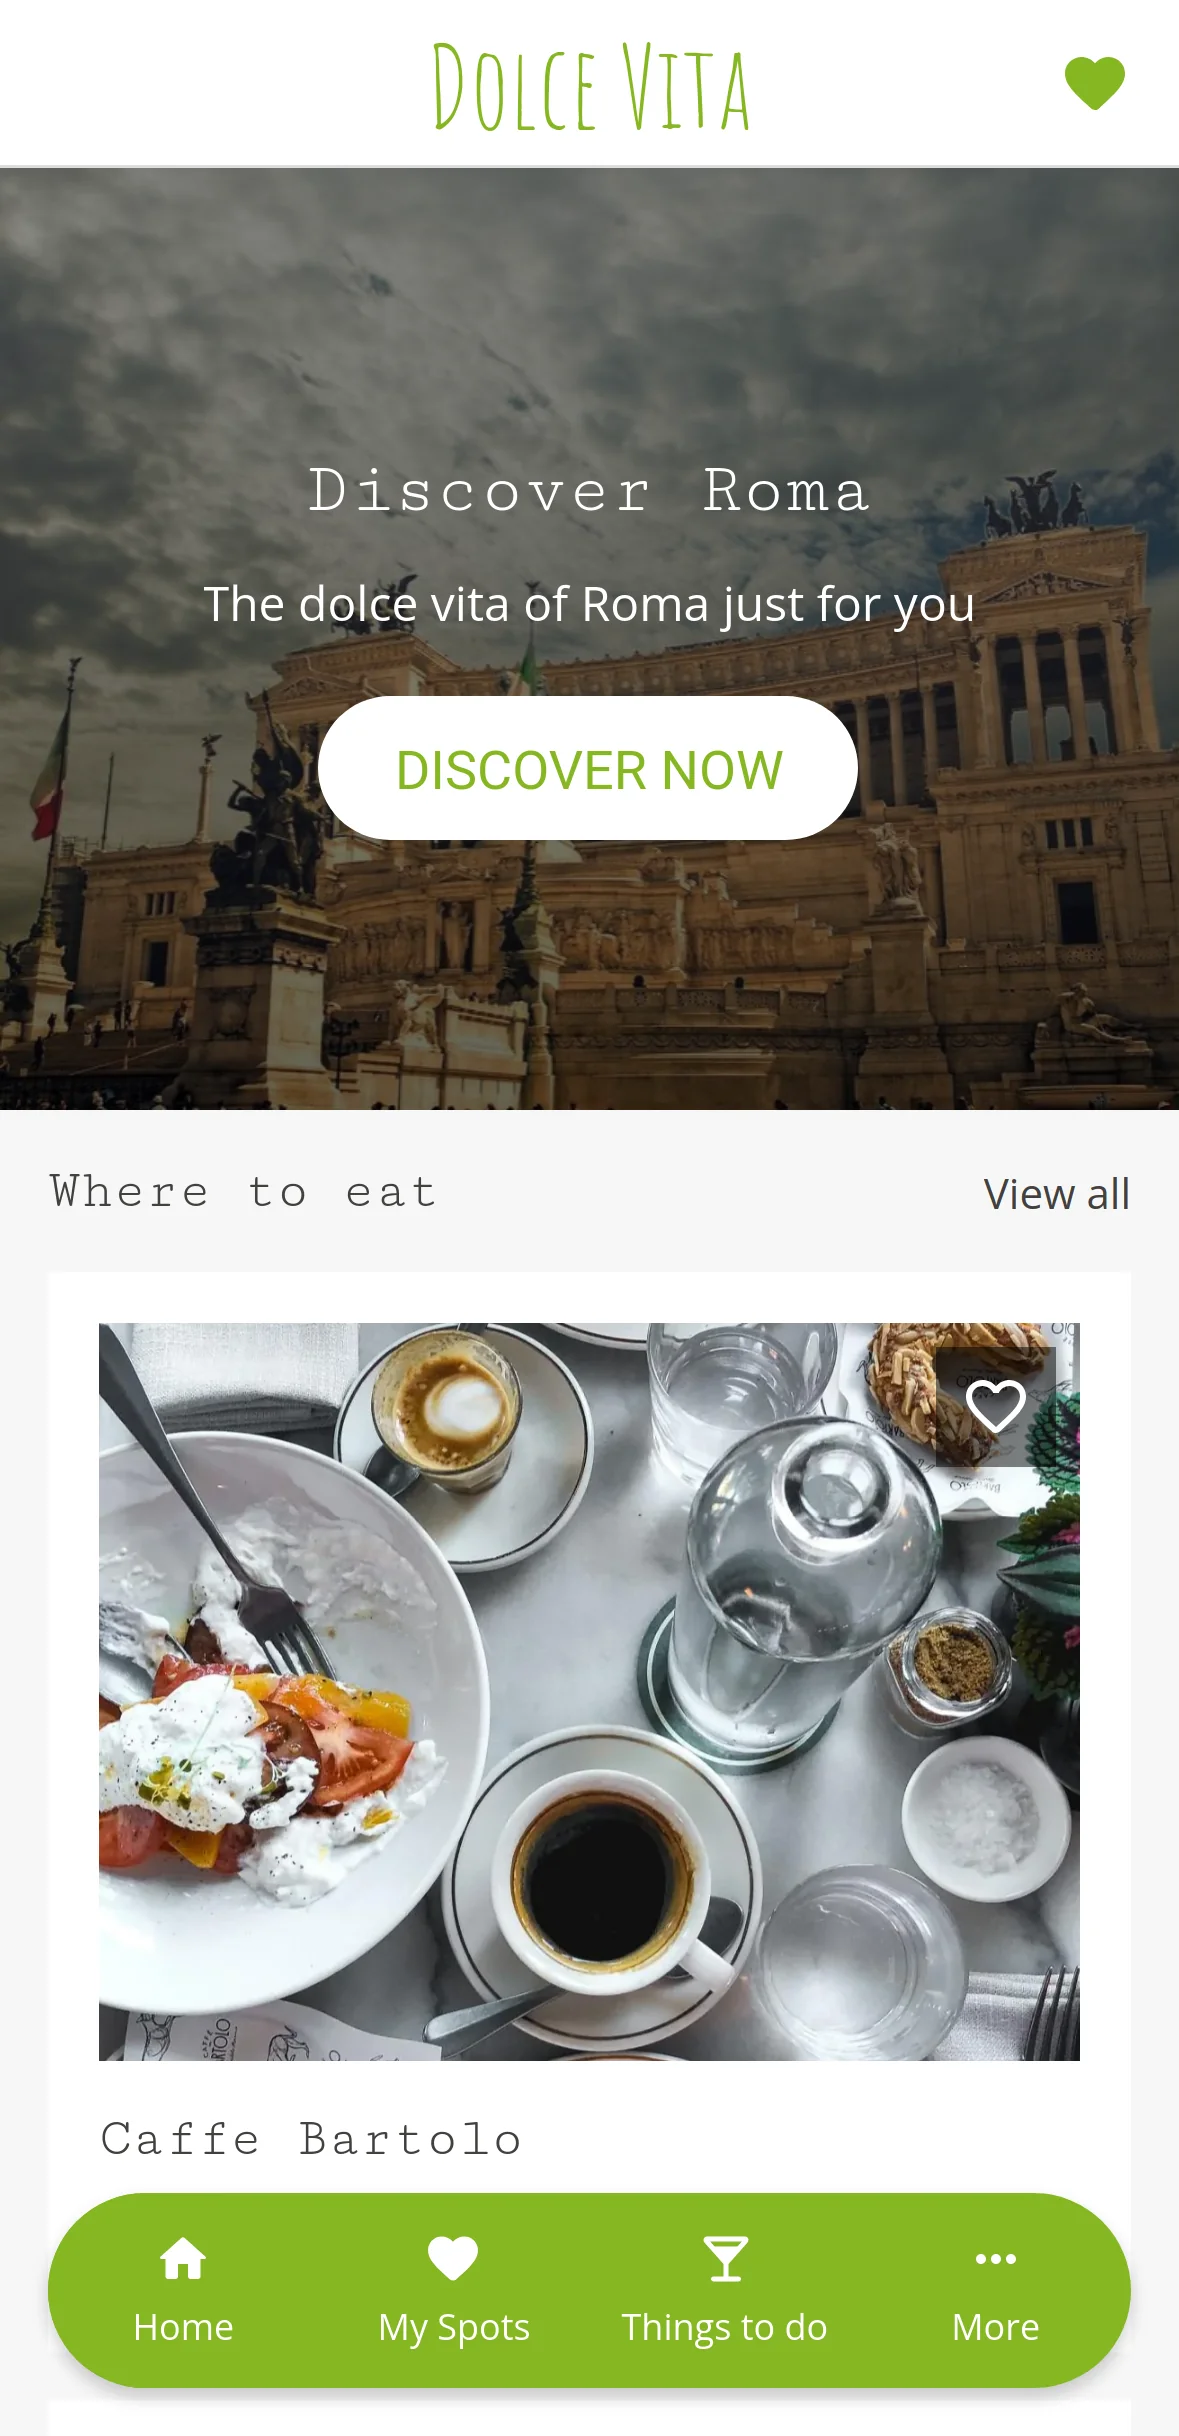 Dolce Vita
Discover Roma
The dolce vita of Roma just for you
DISCOVER NOW
Where to eat
View all
Caffe Bartolo
Home
My Spots
Things to do
More